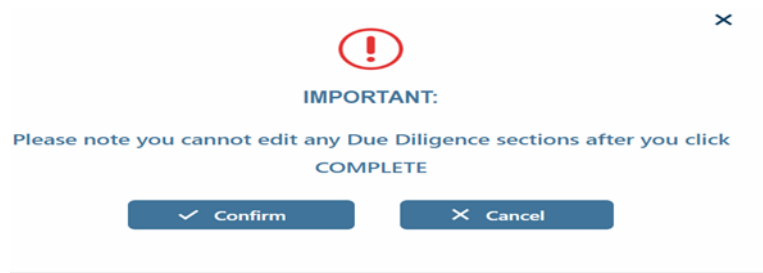 IMPORTANT:
Please note you cannot edit any Due Diligence sections after you click
COMPLETE
Confirm
Cancel